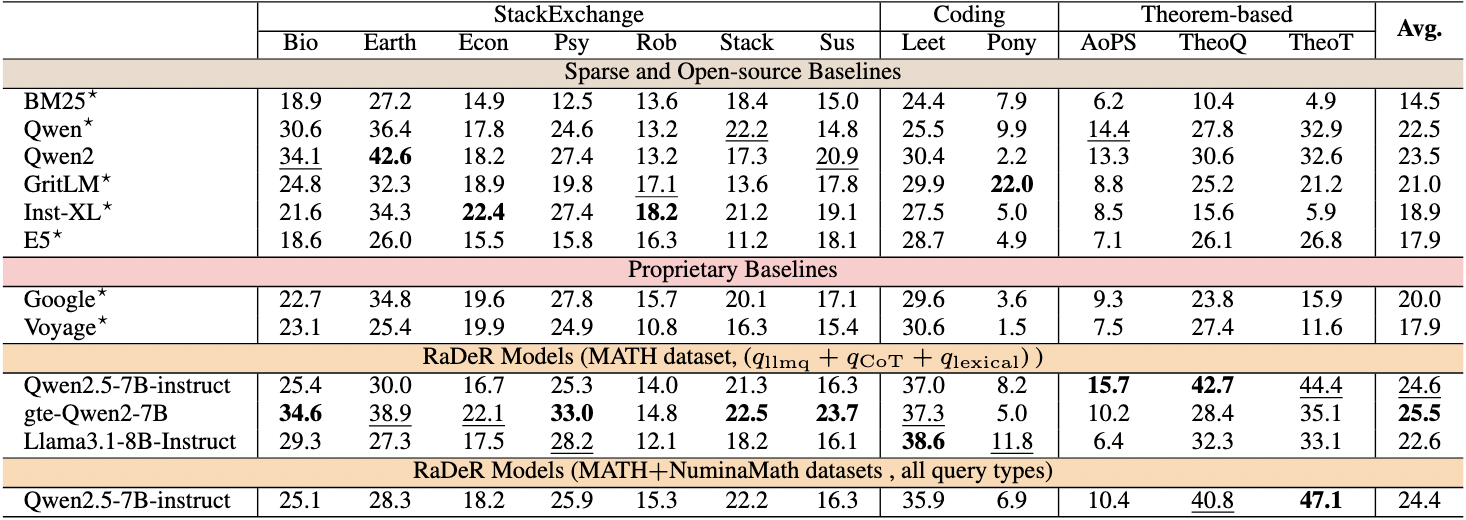 StackExchange Coding Theorem-based Avg.
Bio Earth Econ Psy Rob Stack Sus Leet Pony AoPS TheoQ TheoT
Sparse and Open-source Baselines
BM25⋆ 18.9 27.2 14.9 12.5 13.6 18.4 15.0 24.4 7.9 6.2 10.4 4.9 14.5
Qwen⋆ 30.6 36.4 17.8 24.6 13.2 22.2 14.8 25.5 9.9 14.4 27.8 32.9 22.5
Qwen2 34.1 42.6 18.2 27.4 13.2 17.3 20.9 30.4 2.2 13.3 30.6 32.6 23.5
GritLM⋆ 24.8 32.3 18.9 19.8 17.1 13.6 17.8 29.9 22.0 8.8 25.2 21.2 21.0
Inst-XL⋆ 21.6 34.3 22.4 27.4 18.2 21.2 19.1 27.5 5.0 8.5 15.6 5.9 18.9
E5⋆ 18.6 26.0 15.5 15.8 16.3 11.2 18.1 28.7 4.9 7.1 26.1 26.8 17.9
Proprietary Baselines
Google⋆ 22.7 34.8 19.6 27.8 15.7 20.1 17.1 29.6 3.6 9.3 23.8 15.9 20.0
Voyage⋆ 23.1 25.4 19.9 24.9 10.8 16.3 15.4 30.6 1.5 7.5 27.4 11.6 17.9
RaDeR Models (MATH dataset, (qllmq + qCoT + qlexical) )
Qwen2.5-7B-instruct 25.4 30.0 16.7 25.3 14.0 21.3 16.3 37.0 8.2 15.7 42.7 44.4 24.6
gte-Qwen2-7B 34.6 38.9 22.1 33.0 14.8 22.5 23.7 37.3 5.0 10.2 28.4 35.1 25.5
Llama3.1-8B-Instruct 29.3 27.3 17.5 28.2 12.1 18.2 16.1 38.6 11.8 6.4 32.3 33.1 22.6
RaDeR Models (MATH+NuminaMath datasets , all query types)
Qwen2.5-7B-instruct 25.1 28.3 18.2 25.9 15.3 22.2 16.3 35.9 6.9 10.4 40.8 47.1 24.4